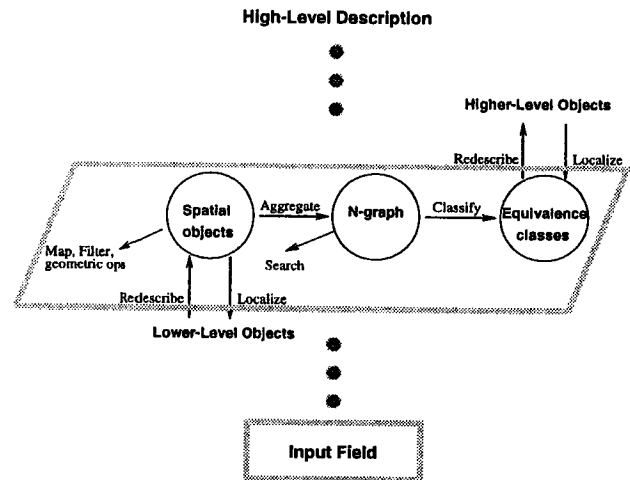 High-Level Description
Higher-Level Objects
Redescribe
Localize
Spatial
objects
Aggregate
N-graph
Classify
Equivalence
classes
Map, Filter,
geometric ops
Search
Redescribe
Localize
Lower-Level Objects
Input Field